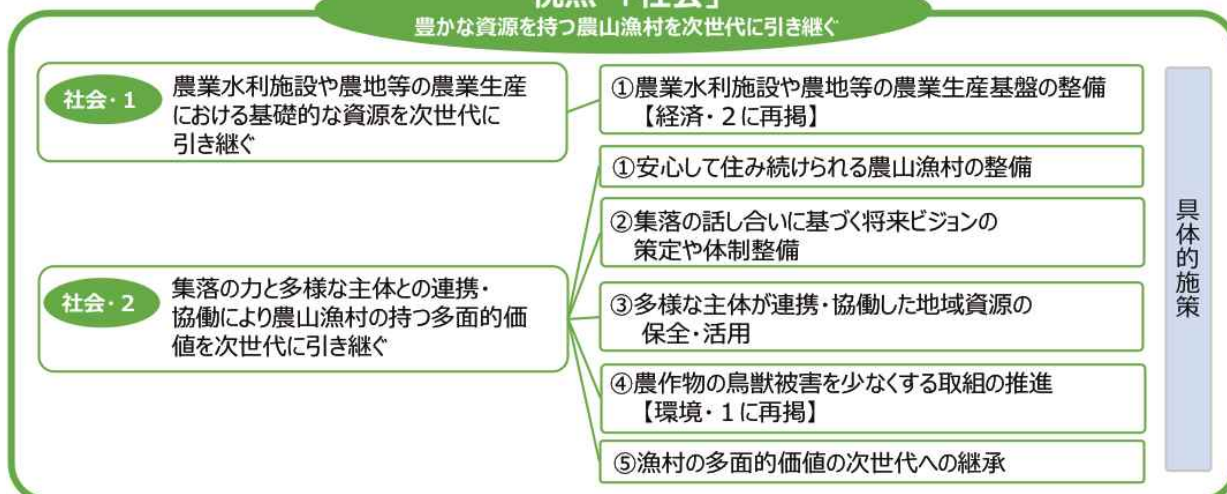 視点「社会」
豊かな資源を持つ農山漁村を次世代に引き継ぐ
社会・1
農業水利施設や農地等の農業生産
における基礎的な資源を次世代に
引き継ぐ
①農業水利施設や農地等の農業生産基盤の整備
【経済・2に再掲】
社会・2
集落の力と多様な主体との連携・
協働により農山漁村の持つ多面的価
値を次世代に引き継ぐ
①安心して住み続けられる農山漁村の整備
②集落の話し合いに基づく将来ビジョンの
策定や体制整備
③多様な主体が連携・協働した地域資源の
保全・活用
④農作物の鳥獣被害を少なくする取組の推進
【環境・1に再掲】
⑤漁村の多面的価値の次世代への継承
具体的施策